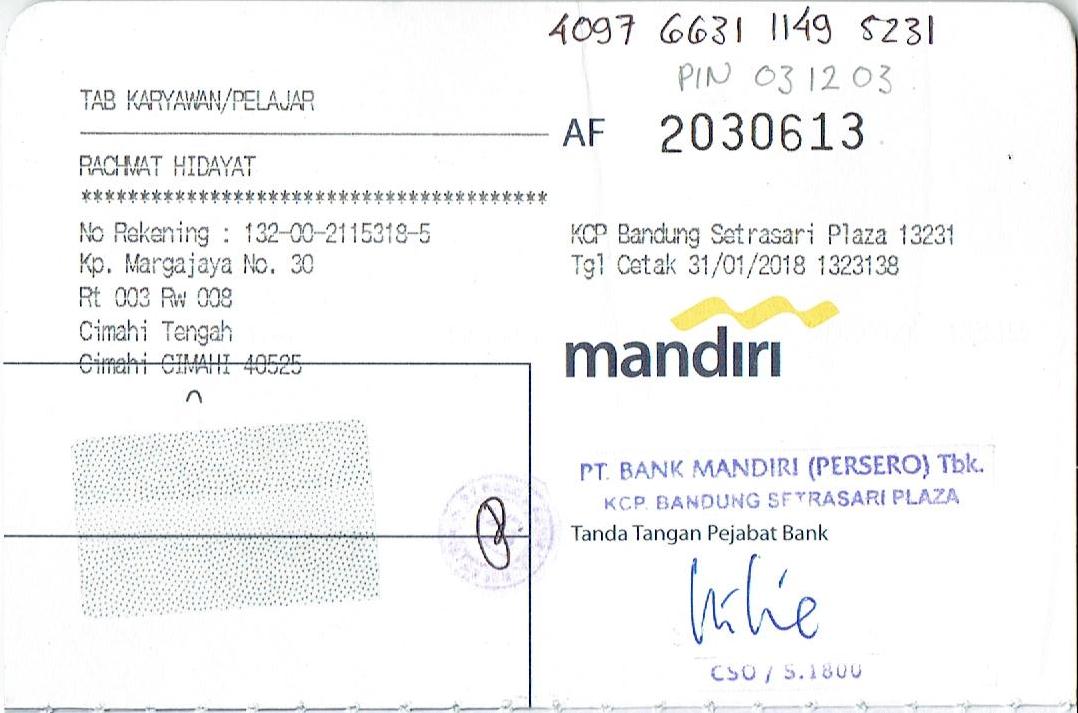 4097 6631 1149 5231
PIN 03 12 03
TAB KARYAWAN/PELAJAR
AF 2030613
RACHMAT HIDAYAT
****************************************
No Rekening : 132-00-2115318-5
Kp. Margajaya No. 30
Rt 003 Rw 008
Cimahi Tengah
Cimahi CIMAHI 40525
KCP Bandung Setrasari Plaza 13231
Tgl Cetak 31/01/2018 1323138
mandiri
PT. BANK MANDIRI (PERSERO) Tbk.
KCP. BANDUNG SETRASARI PLAZA
Tanda Tangan Pejabat Bank
CSO / S.1800